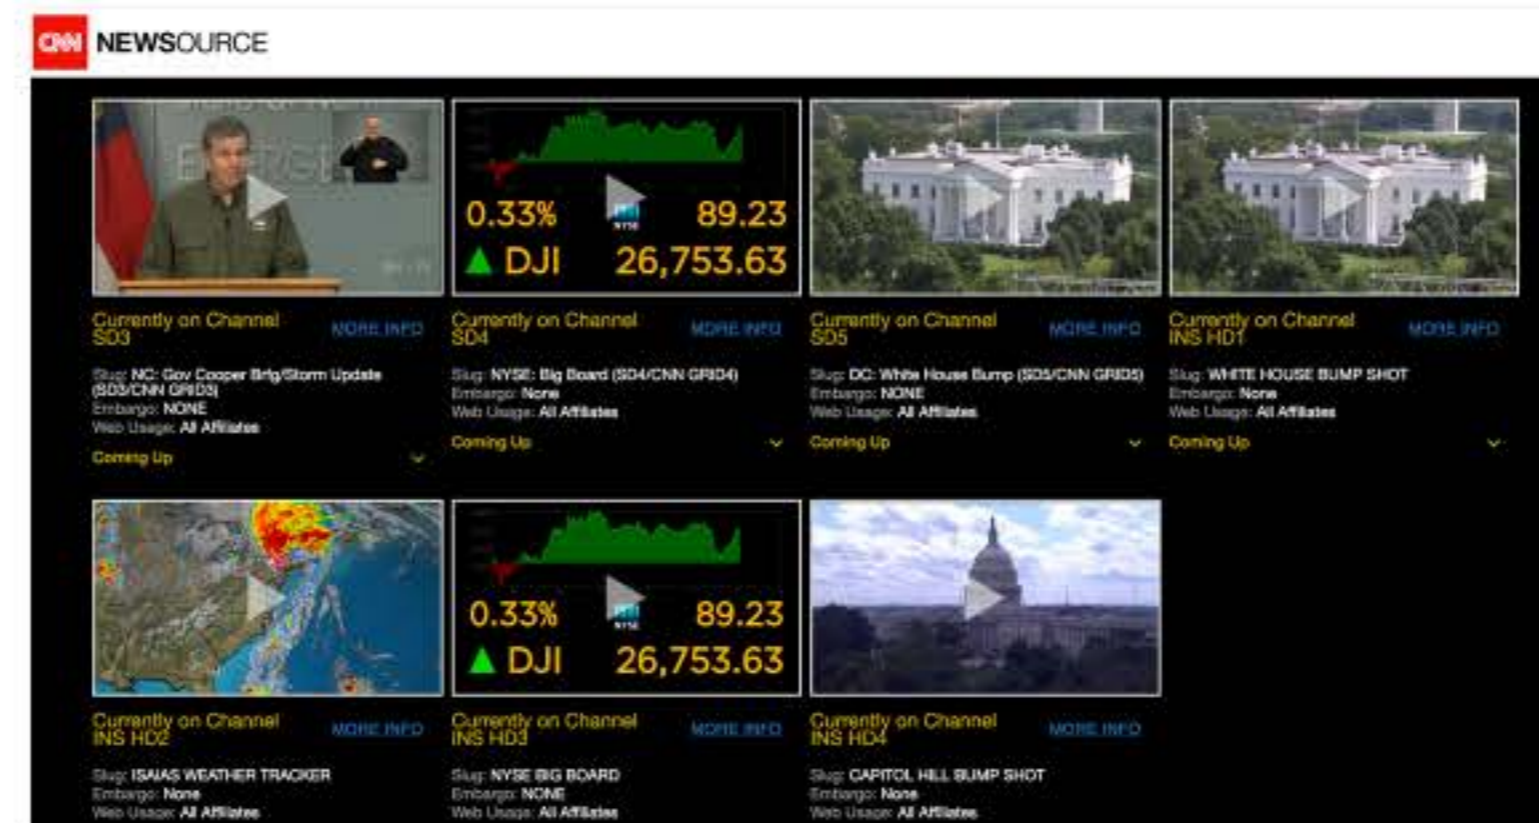 CNN NEWSOURCE
EMERGE
0.33% NYSE 89.23
DJI 26,753.63
Currently on Channel SD3 MORE INFO
Slug: NC: Gov Cooper Brfg/Storm Update
(SD3/CNN GRID3)
Embargo: NONE
Web Usage: All Affiliates
Coming Up
Currently on Channel SD4 MORE INFO
Slug: NYSE: Big Board (SD4/CNN GRID4)
Embargo: None
Web Usage: All Affiliates
Coming Up
Currently on Channel SD5 MORE INFO
Slug: DC: White House Bump (SD5/CNN GRID5)
Embargo: NONE
Web Usage: All Affiliates
Coming Up
Currently on Channel INS HD1 MORE INFO
Slug: WHITE HOUSE BUMP SHOT
Embargo: None
Web Usage: All Affiliates
Coming Up
0.33% NYSE 89.23
DJI 26,753.63
Currently on Channel INS HD2 MORE INFO
Slug: ISAIAS WEATHER TRACKER
Embargo: None
Web Usage: All Affiliates
Currently on Channel INS HD3 MORE INFO
Slug: NYSE BIG BOARD
Embargo: NONE
Web Usage: All Affiliates
Currently on Channel INS HD4 MORE INFO
Slug: CAPITOL HILL BUMP SHOT
Embargo: None
Web Usage: All Affiliates